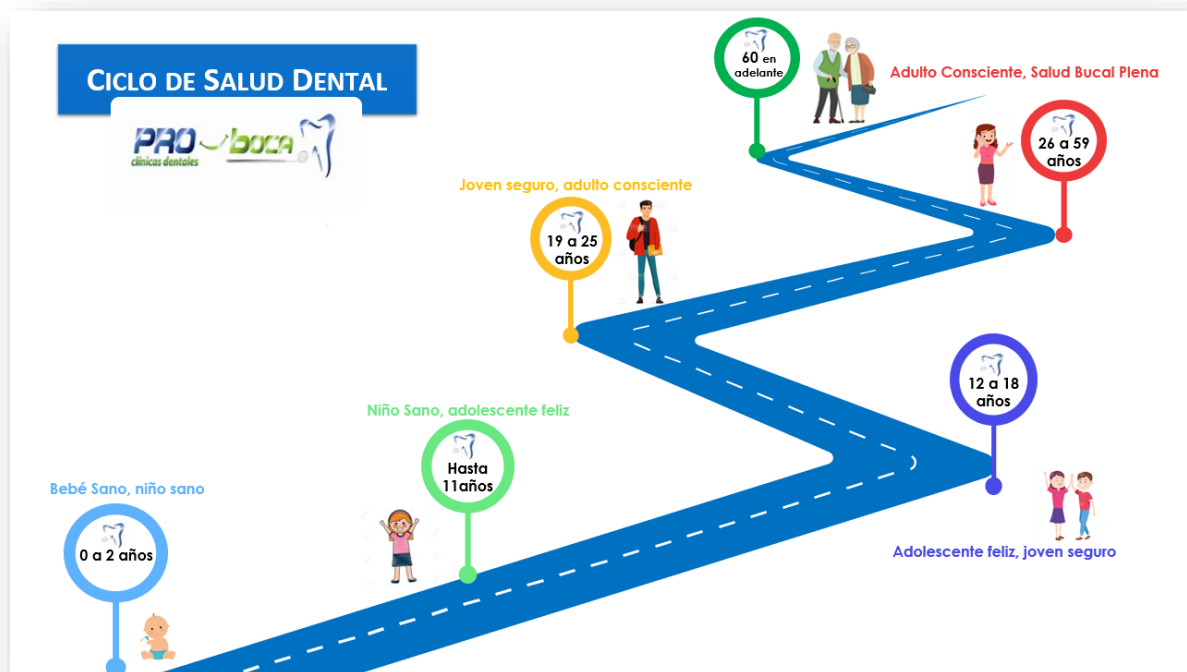 CICLO DE SALUD DENTAL
PRO boca
clínicas dentales
60 en
adelante
Adulto Consciente, Salud Bucal Plena
26 a 59
años
Joven seguro, adulto consciente
19 a 25
años
12 a 18
años
Adolescente feliz, joven seguro
Niño Sano, adolescente feliz
Hasta
11años
Bebé Sano, niño sano
0 a 2 años